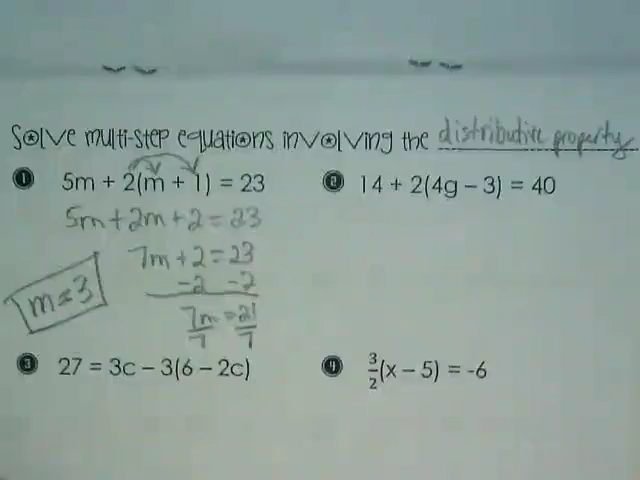 Solve multi-step equations involving the distributive property
1 5m + 2(m + 1) = 23
5m+2m+2=23
7m+2=23
-2 -2
7m = 21
7 7
m=3
2 14 + 2(4g – 3) = 40
3 27 = 3c – 3(6 – 2c)
4 3/2(x – 5) = -6